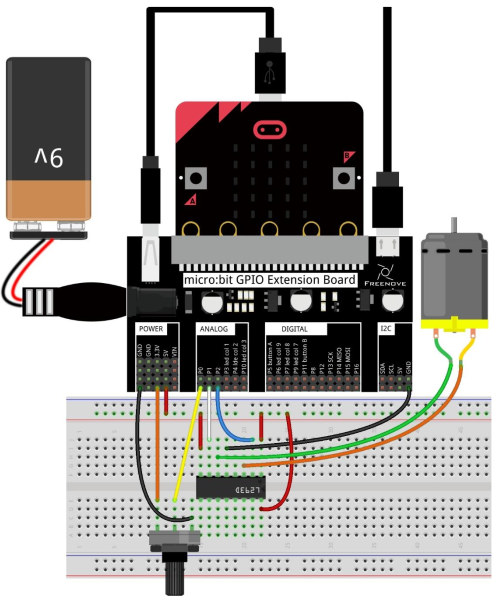 9V
A
B
micro:bit GPIO Extension Board
FREENOVE
POWER
ANALOG
DIGITAL
I2C
GND
GND
3.3V
5V
VIN
P0
P1
P2
P3 led col 1
P4 lde col 2
P10 led col 3
P5 button A
P6 led col 9
P7 led col 8
P9 led col 7
P11 button B
P8
P12
P13 SCK
P14 MISO
P15 MOSI
P16
SDA
SCL
5V
GND
L293D